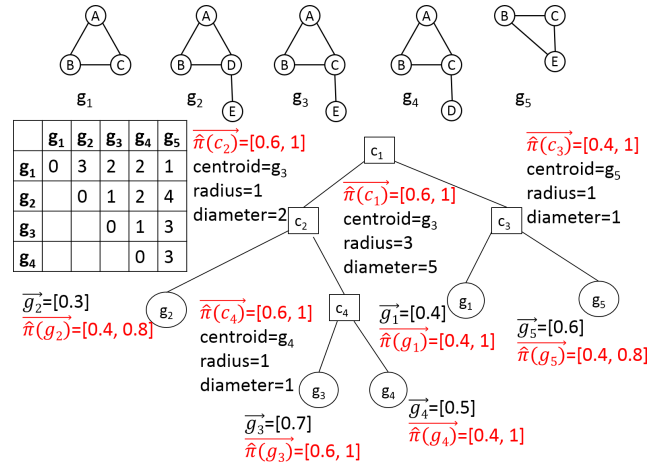 A A A A B C
B C B D B C B C E
E E D
g1 g2 g3 g4 g5
g1 g2 g3 g4 g5
g1 0 3 2 2 1
g2 0 1 2 4
g3 0 1 3
g4 0 3
π̂(c2)=[0.6, 1]
centroid=g3
radius=1
diameter=2
c1
π̂(c1)=[0.6, 1]
centroid=g3
radius=3
diameter=5
π̂(c3)=[0.4, 1]
centroid=g5
radius=1
diameter=1
c2
c3
g2=[0.3]
π̂(g2)=[0.4, 0.8]
g2
π̂(c4)=[0.6, 1]
centroid=g4
radius=1
diameter=1
c4
g1=[0.4]
π̂(g1)=[0.4, 1]
g1
g5
g5=[0.6]
π̂(g5)=[0.4, 0.8]
g3
g4
g3=[0.7]
π̂(g3)=[0.6, 1]
g4=[0.5]
π̂(g4)=[0.4, 1]